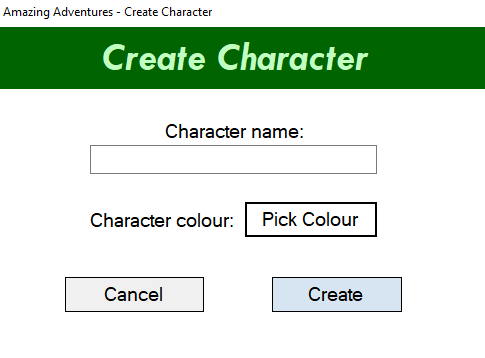 Amazing Adventures - Create Character
Create Character
Character name:
Character colour: Pick Colour
Cancel Create